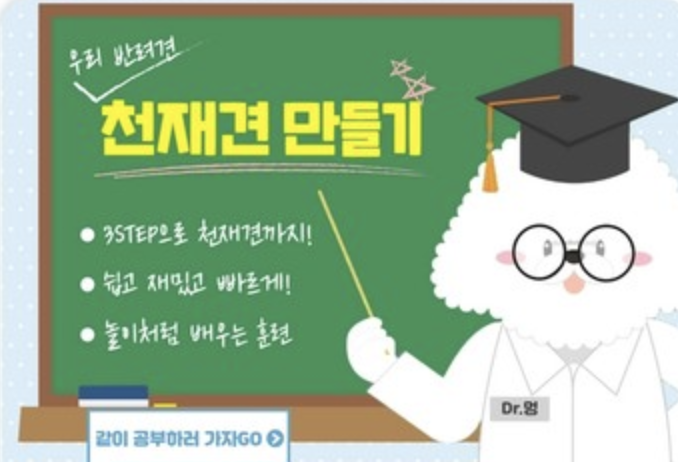 우리 반려견
천재견 만들기
3STEP으로 천재견까지!
쉽고 재밌고 빠르게!
놀이처럼 배우는 훈련
Dr.멍
같이 공부하러 가자GO